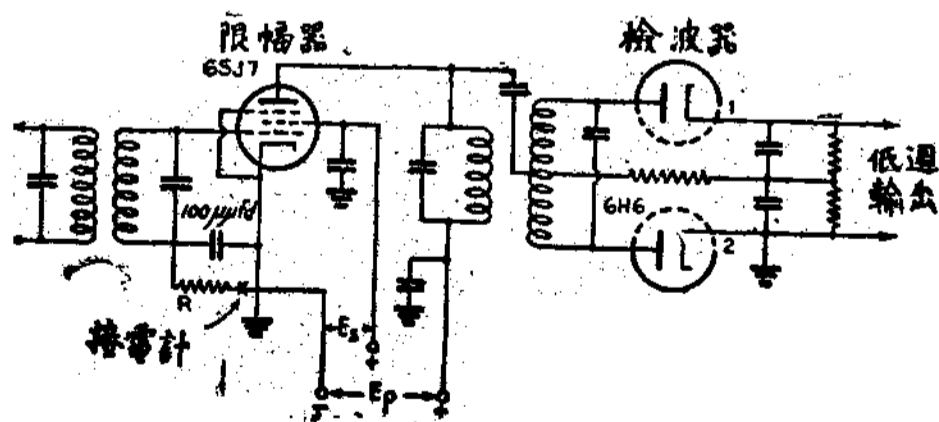 限幅器
6SJ7
檢波器
1
低週
輸出
6H6
2
100μμfd
R
接電計
Es
+
Ep
-
+